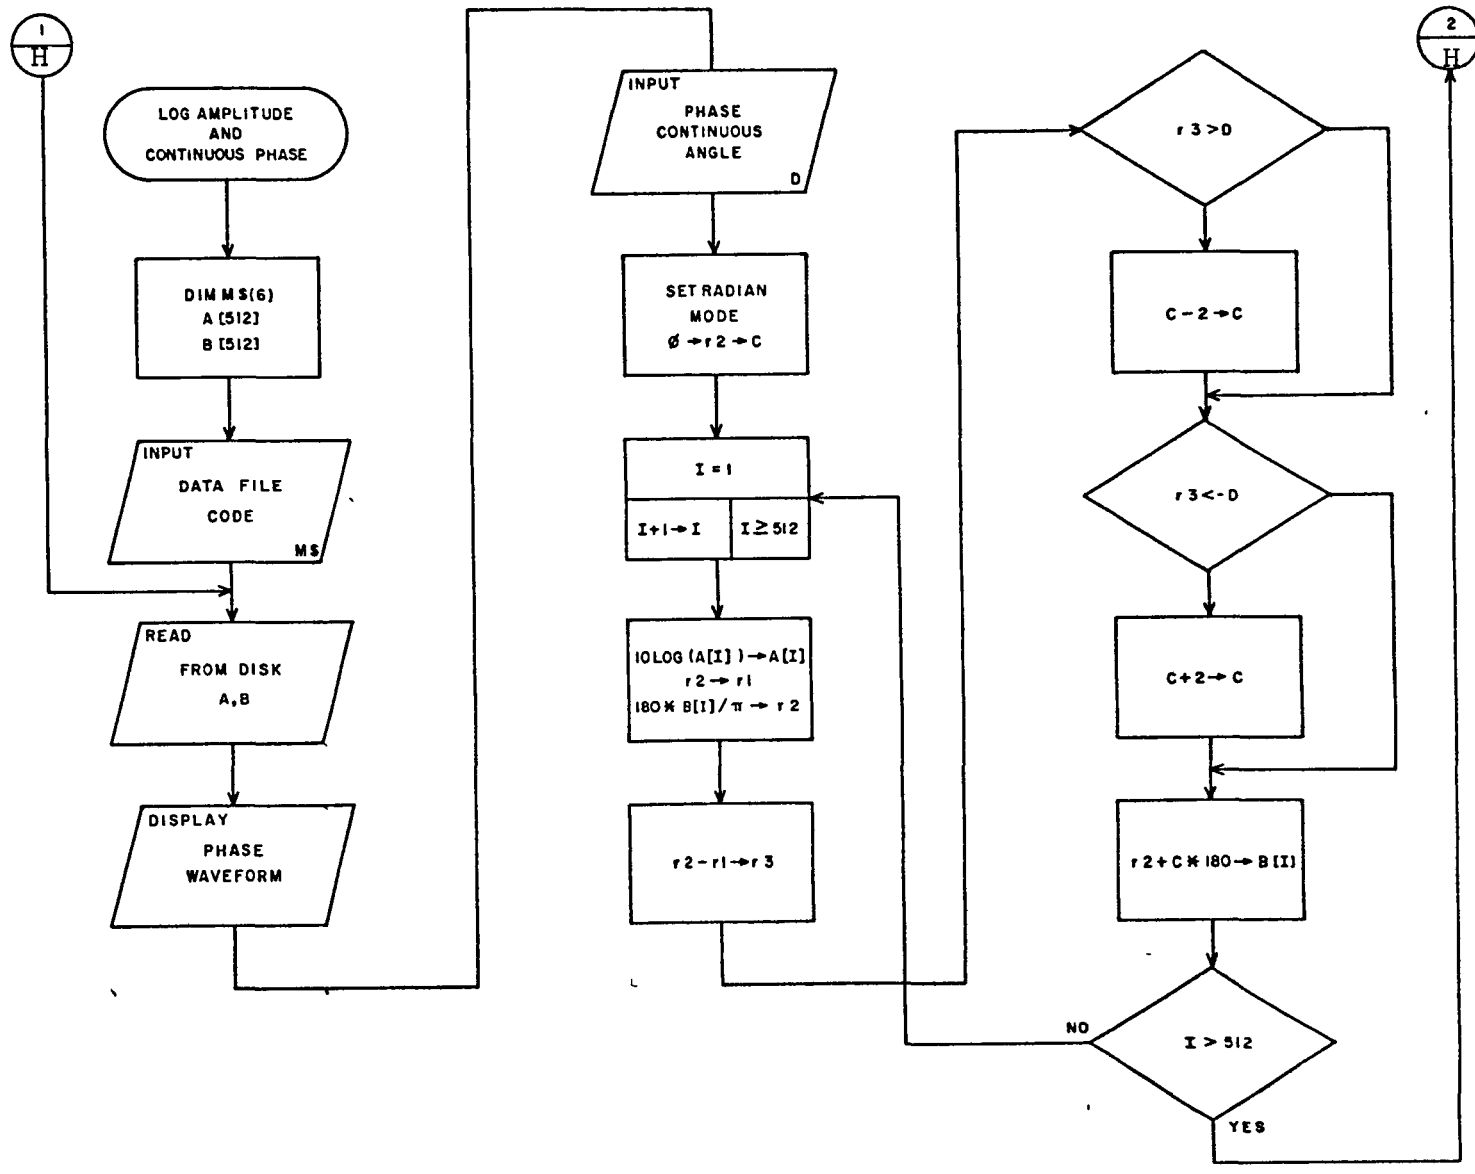 1
H
LOG AMPLITUDE
AND
CONTINUOUS PHASE
DIM M$(6)
A [512]
B [512]
INPUT
DATA FILE
CODE
M$
READ
FROM DISK
A,B
DISPLAY
PHASE
WAVEFORM
INPUT
PHASE
CONTINUOUS
ANGLE
D
SET RADIAN
MODE
Ø → r2 → C
I = 1
I+1 → I
I ≥ 512
10LOG (A[I]) → A[I]
r2 → r1
180 * B[I] / π → r2
r2 - r1 → r3
r3 > D
C - 2 → C
r3 < -D
C + 2 → C
r2 + C * 180 → B[I]
I > 512
NO
YES
2
H